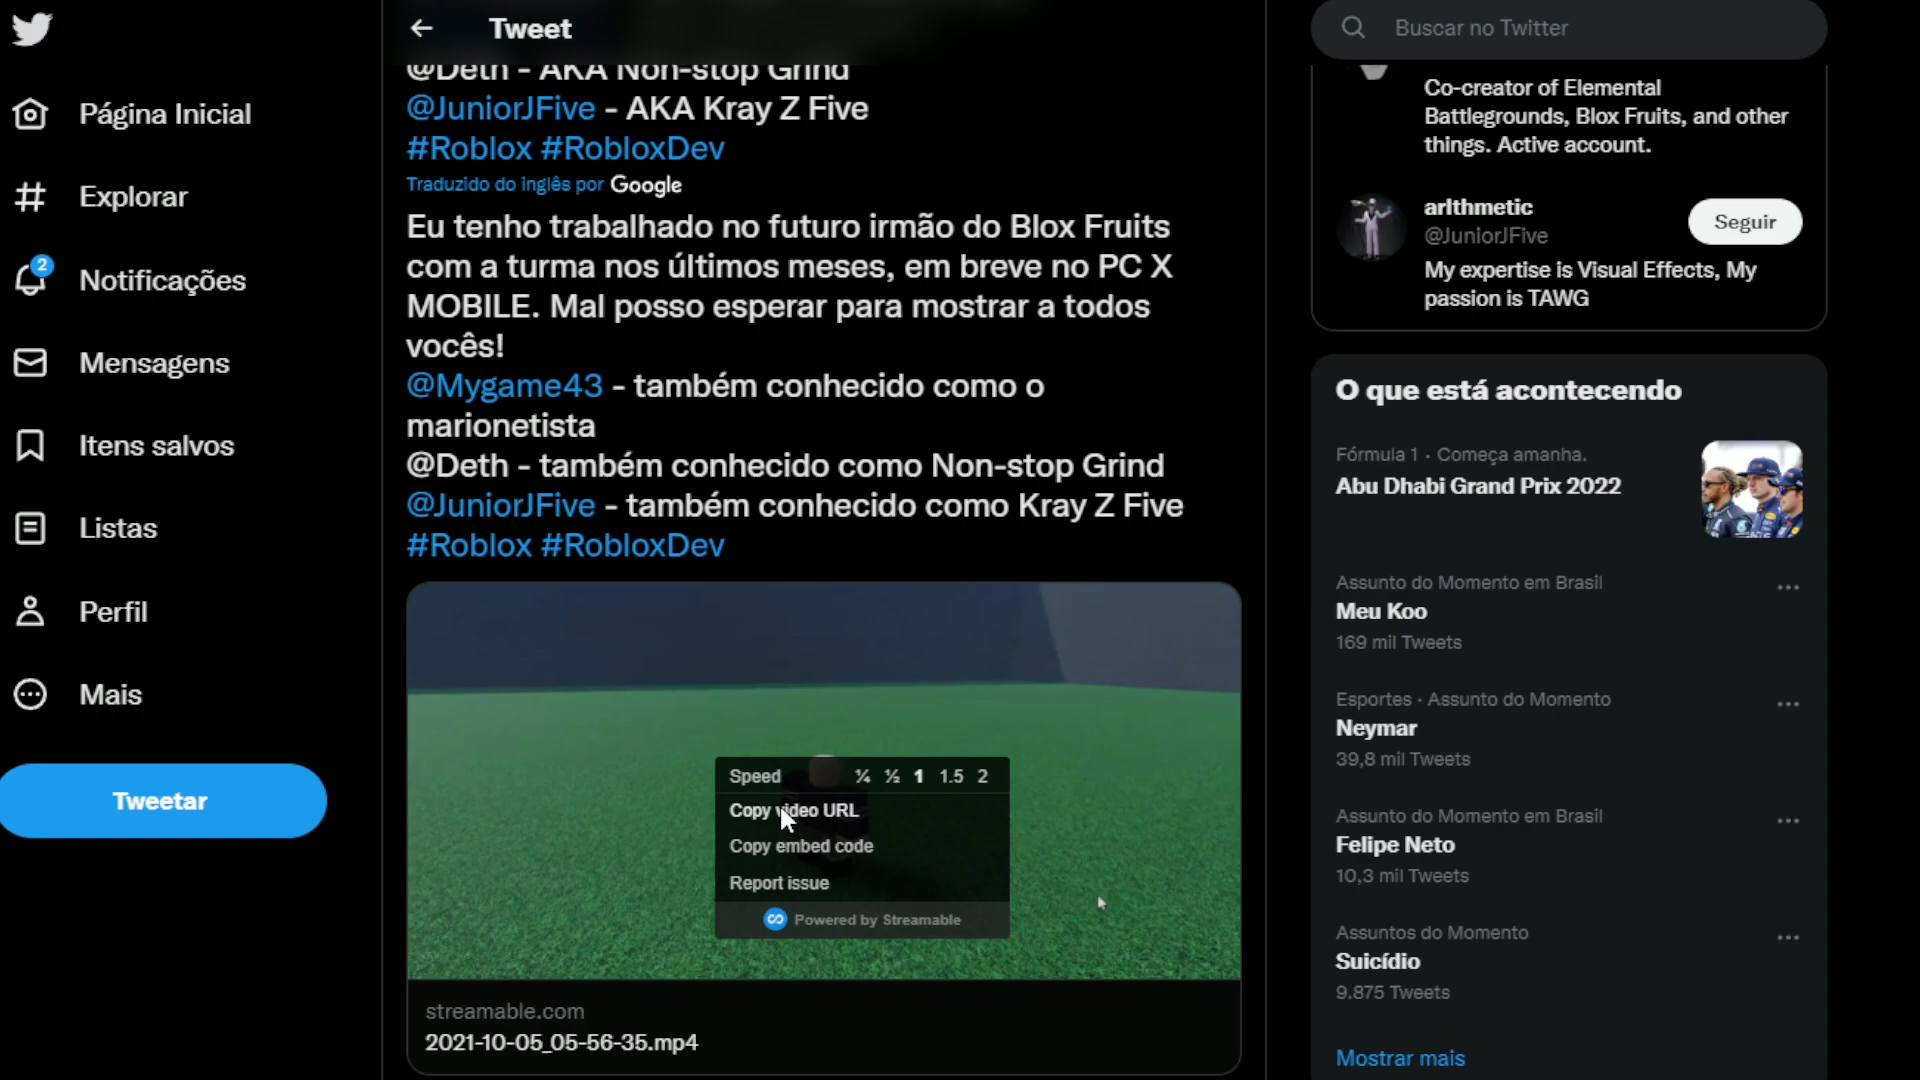 Página Inicial
Explorar
2
Notificações
Mensagens
Itens salvos
Listas
Perfil
Mais
Tweetar
Tweet
@Deth - AKA Non-stop Grind
@JuniorJFive - AKA Kray Z Five
#Roblox #RobloxDev
Traduzido do inglês por Google
Eu tenho trabalhado no futuro irmão do Blox Fruits
com a turma nos últimos meses, em breve no PC X
MOBILE. Mal posso esperar para mostrar a todos
vocês!
@Mygame43 - também conhecido como o
marionetista
@Deth - também conhecido como Non-stop Grind
@JuniorJFive - também conhecido como Kray Z Five
#Roblox #RobloxDev
Speed ¼ ½ 1 1.5 2
Copy video URL
Copy embed code
Report issue
Powered by Streamable
streamable.com
2021-10-05_05-56-35.mp4
Buscar no Twitter
Co-creator of Elemental
Battlegrounds, Blox Fruits, and other
things. Active account.
arlthmetic
@JuniorJFive
Seguir
My expertise is Visual Effects, My
passion is TAWG
O que está acontecendo
Fórmula 1 · Começa amanha.
Abu Dhabi Grand Prix 2022
Assunto do Momento em Brasil
Meu Koo
169 mil Tweets
Esportes · Assunto do Momento
Neymar
39,8 mil Tweets
Assunto do Momento em Brasil
Felipe Neto
10,3 mil Tweets
Assuntos do Momento
Suicídio
9.875 Tweets
Mostrar mais